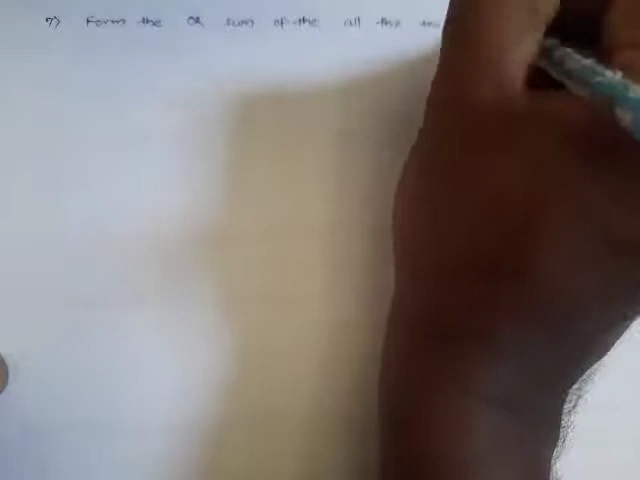 7) Form the OR sum of the all the